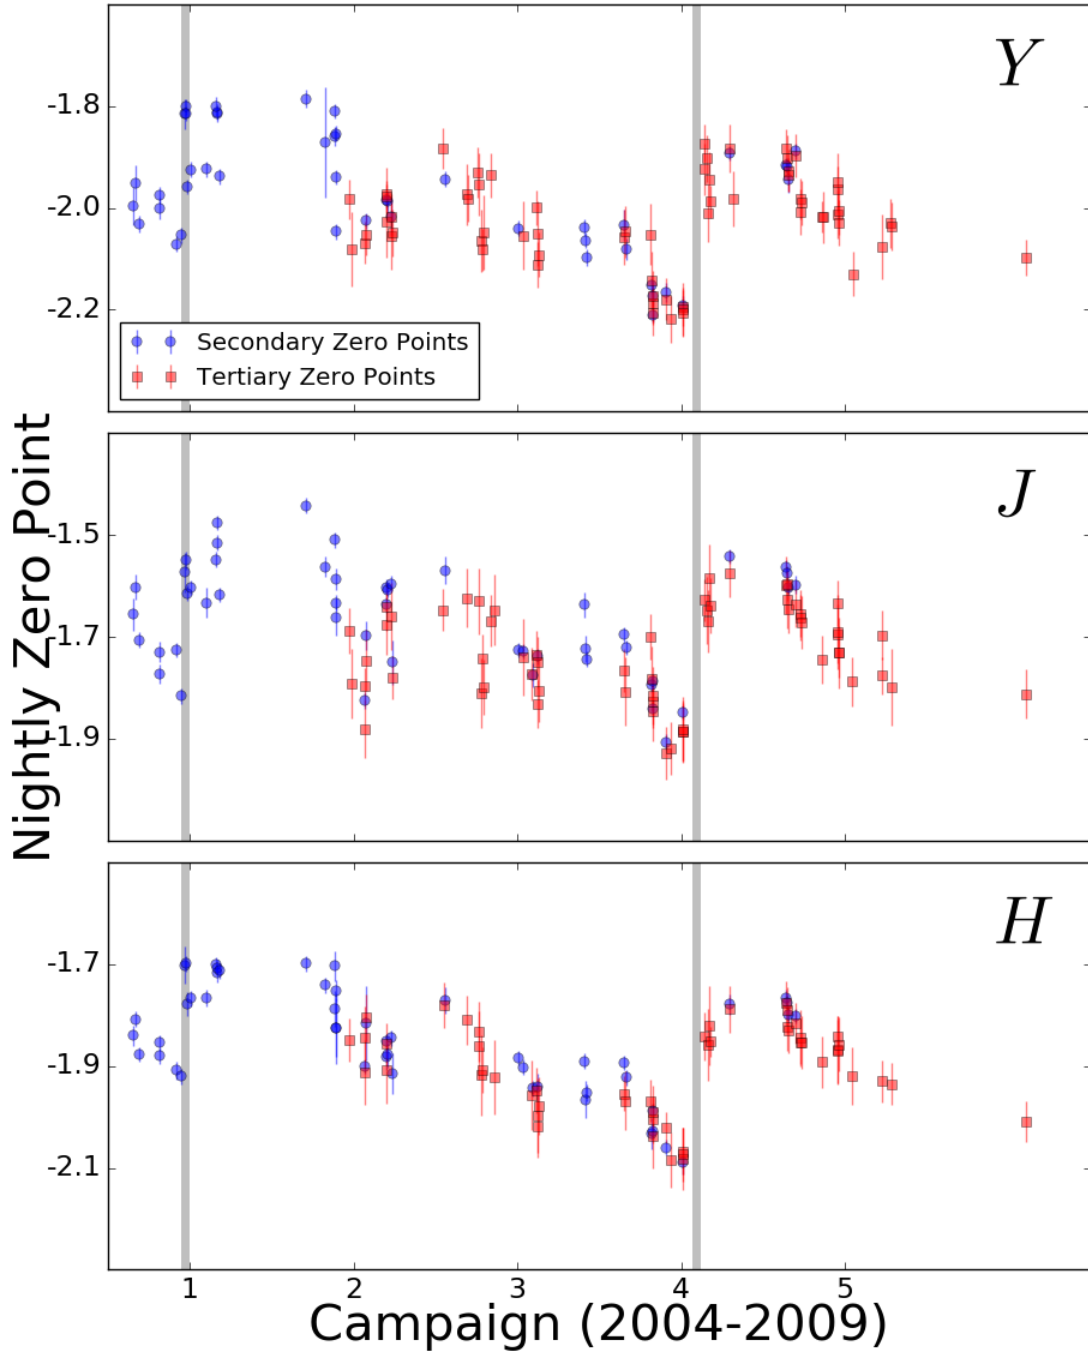 Nightly Zero Point
Y
-1.8
-2.0
-2.2
Secondary Zero Points
Tertiary Zero Points
J
-1.5
-1.7
-1.9
H
-1.7
-1.9
-2.1
1 2 3 4 5
Campaign (2004-2009)